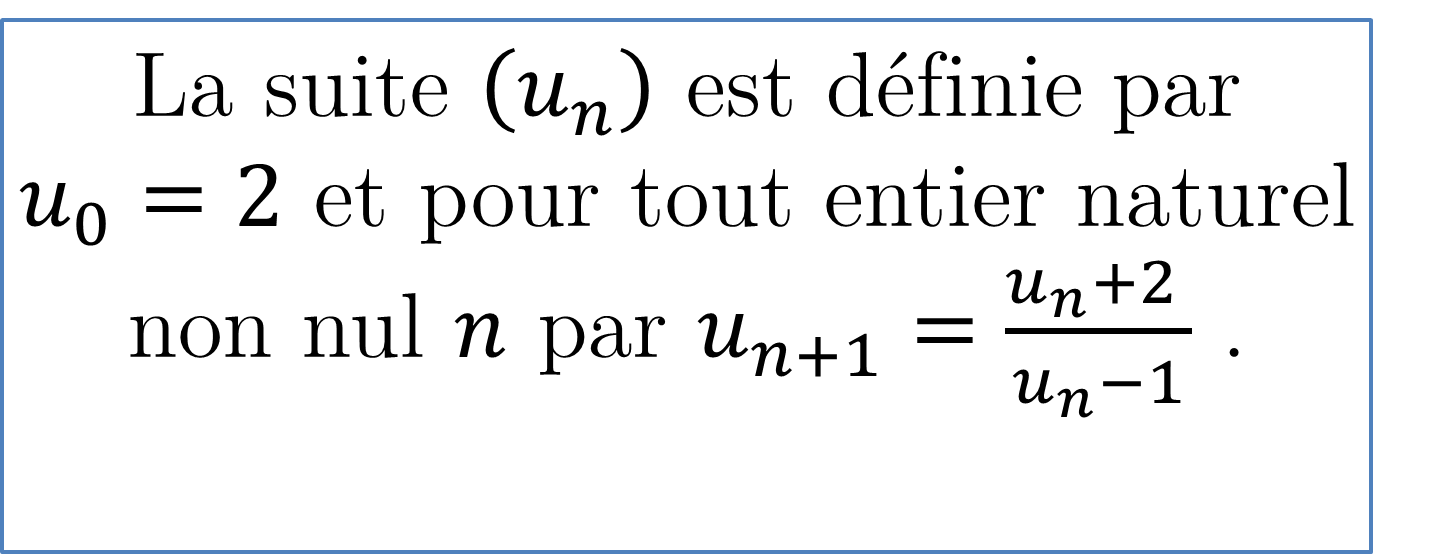 La suite (uₙ) est définie par
u₀ = 2 et pour tout entier naturel
non nul n par uₙ₊₁ = (uₙ+2)/(uₙ−1) .